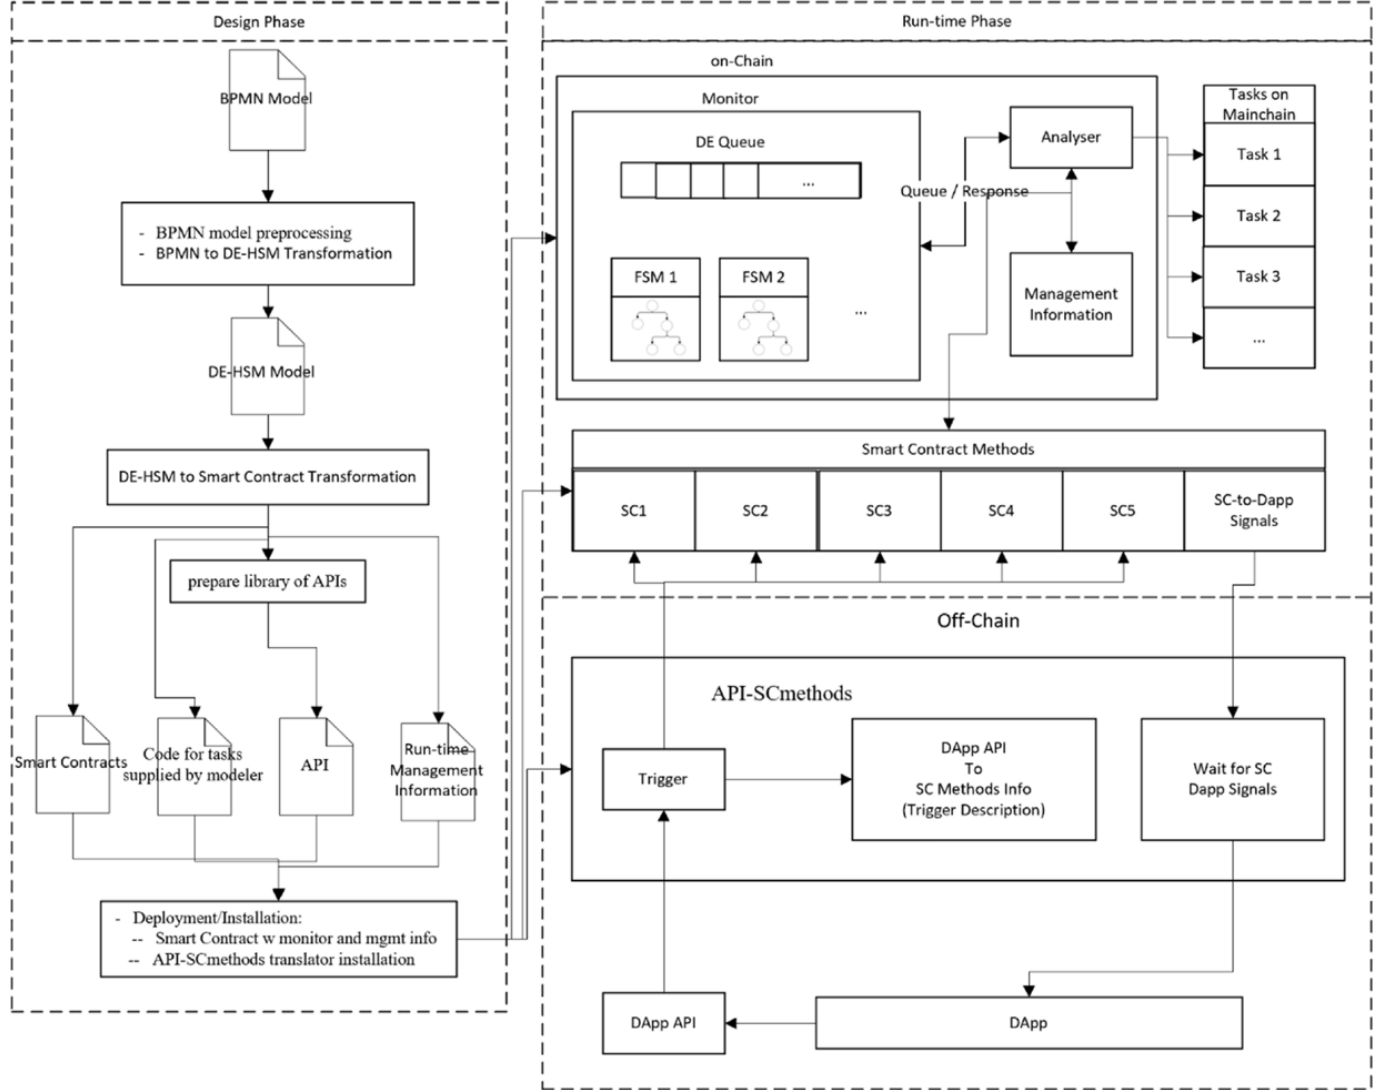 Design Phase
BPMN Model
- BPMN model preprocessing
- BPMN to DE-HSM Transformation
DE-HSM Model
DE-HSM to Smart Contract Transformation
prepare library of APIs
Smart Contracts
Code for tasks
supplied by modeler
API
Run-time
Management
Information
- Deployment/Installation:
-- Smart Contract w monitor and mgmt info
-- API-SCmethods translator installation
Run-time Phase
on-Chain
Monitor
DE Queue
...
FSM 1
FSM 2
...
Queue / Response
Analyser
Management
Information
Tasks on
Mainchain
Task 1
Task 2
Task 3
...
Smart Contract Methods
SC1
SC2
SC3
SC4
SC5
SC-to-Dapp
Signals
Off-Chain
API-SCmethods
Trigger
DApp API
To
SC Methods Info
(Trigger Description)
Wait for SC
Dapp Signals
DApp API
DApp